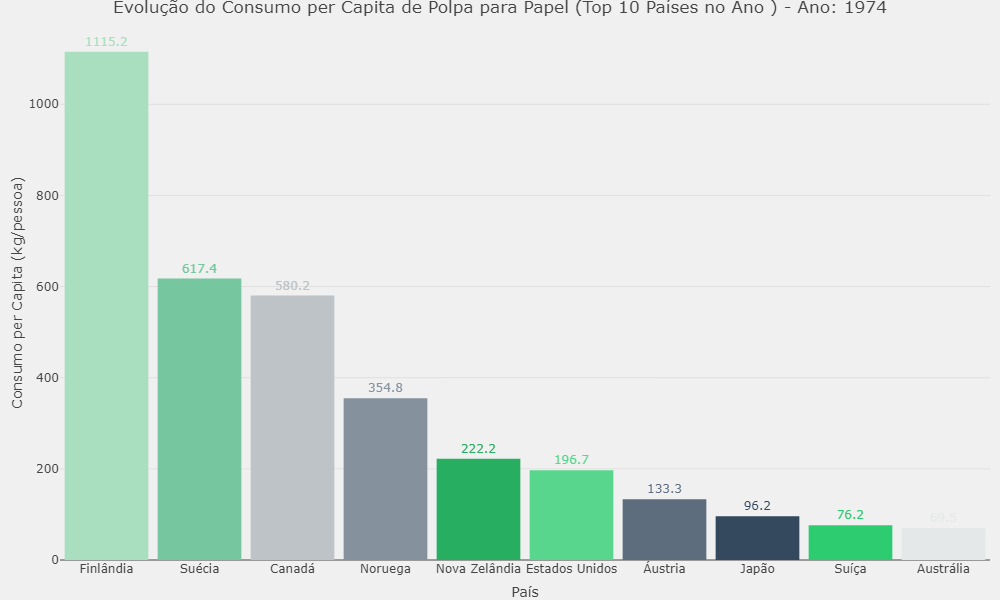 Evolução do Consumo per Capita de Polpa para Papel (Top 10 Países no Ano ) - Ano: 1974
Consumo per Capita (kg/pessoa)
1000
800
600
400
200
0
1115.2
617.4
580.2
354.8
222.2
196.7
133.3
96.2
76.2
69.5
Finlândia
Suécia
Canadá
Noruega
Nova Zelândia
Estados Unidos
Áustria
Japão
Suíça
Austrália
País